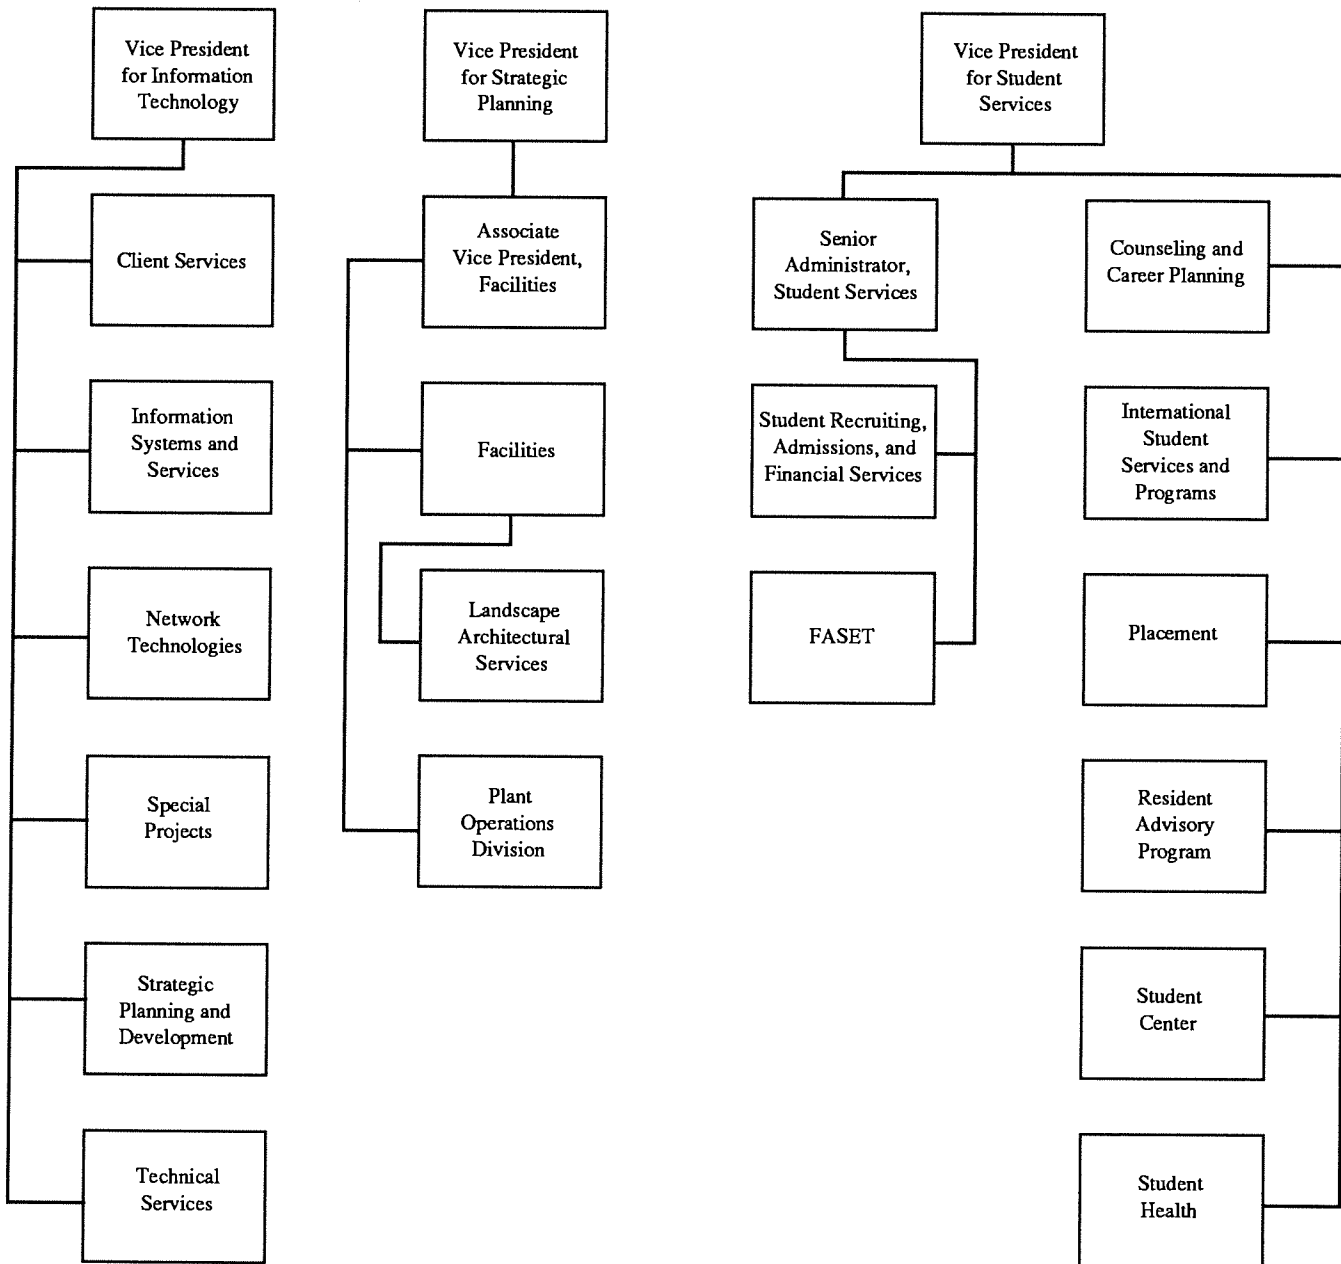 Vice President
for Information
Technology
Client Services
Information
Systems and
Services
Network
Technologies
Special
Projects
Strategic
Planning and
Development
Technical
Services
Vice President
for Strategic
Planning
Associate
Vice President,
Facilities
Facilities
Landscape
Architectural
Services
Plant
Operations
Division
Vice President
for Student
Services
Senior
Administrator,
Student Services
Student Recruiting,
Admissions, and
Financial Services
FASET
Counseling and
Career Planning
International
Student
Services and
Programs
Placement
Resident
Advisory
Program
Student
Center
Student
Health